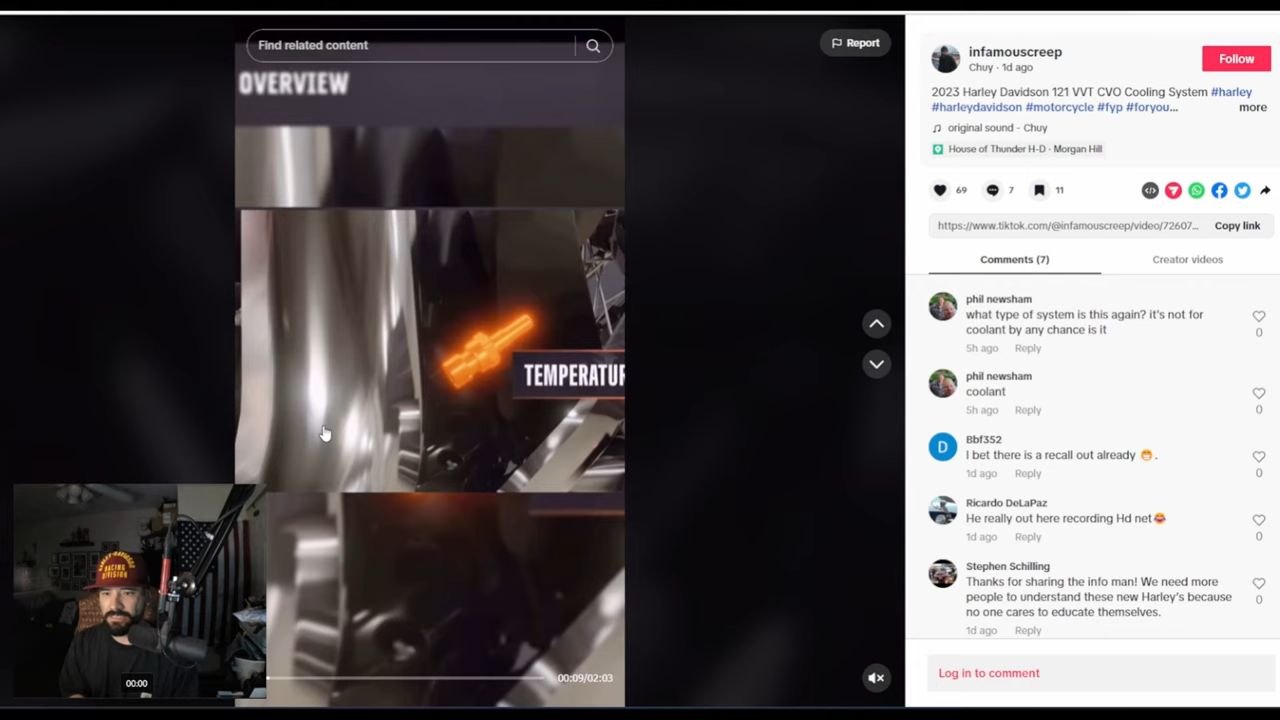 Find related content
Report
OVERVIEW
TEMPERATUR
00:00
00:09/02:03
infamouscreep
Chuy · 1d ago
Follow
2023 Harley Davidson 121 VVT CVO Cooling System #harley
#harleydavidson #motorcycle #fyp #foryou...
more
original sound - Chuy
House of Thunder H-D · Morgan Hill
69
7
11
https://www.tiktok.com/@infamouscreep/video/72607...
Copy link
Comments (7)
Creator videos
phil newsham
what type of system is this again? it's not for
coolant by any chance is it
0
5h ago Reply
phil newsham
coolant
0
5h ago Reply
D
Bbf352
I bet there is a recall out already 😁 .
0
1d ago Reply
Ricardo DeLaPaz
He really out here recording Hd net😂
0
1d ago Reply
Stephen Schilling
Thanks for sharing the info man! We need more
people to understand these new Harley's because
no one cares to educate themselves.
0
1d ago Reply
Log in to comment
HARLEY-DAVIDSON
RACING
DIVISION